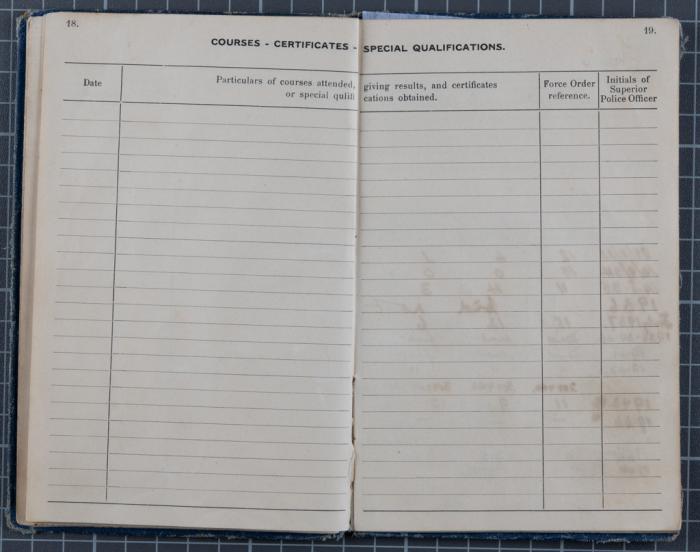 18.
19.
COURSES - CERTIFICATES - SPECIAL QUALIFICATIONS.
Date
Particulars of courses attended, giving results, and certificates
or special qulifi cations obtained.
Force Order
reference.
Initials of
Superior
Police Officer